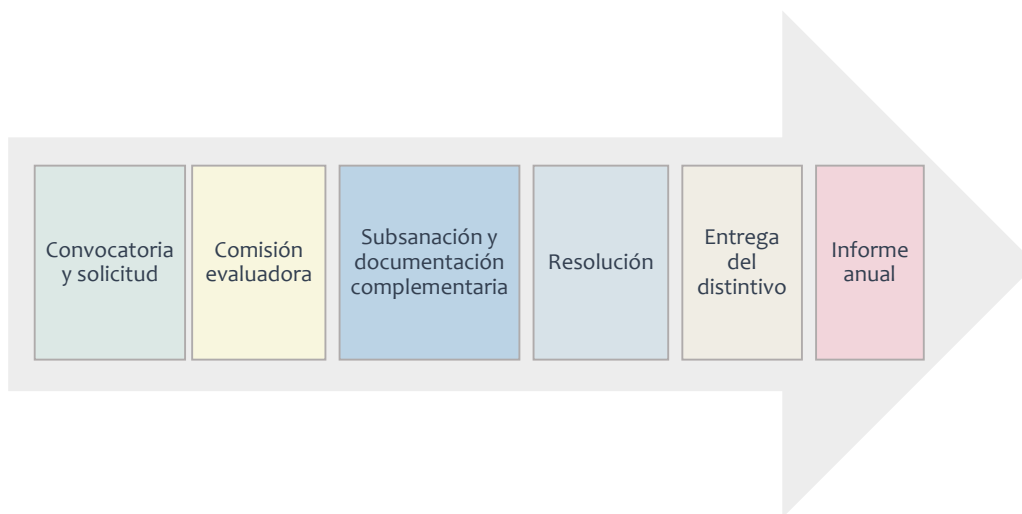 Convocatoria
y solicitud
Comisión
evaluadora
Subsanación y
documentación
complementaria
Resolución
Entrega
del
distintivo
Informe
anual